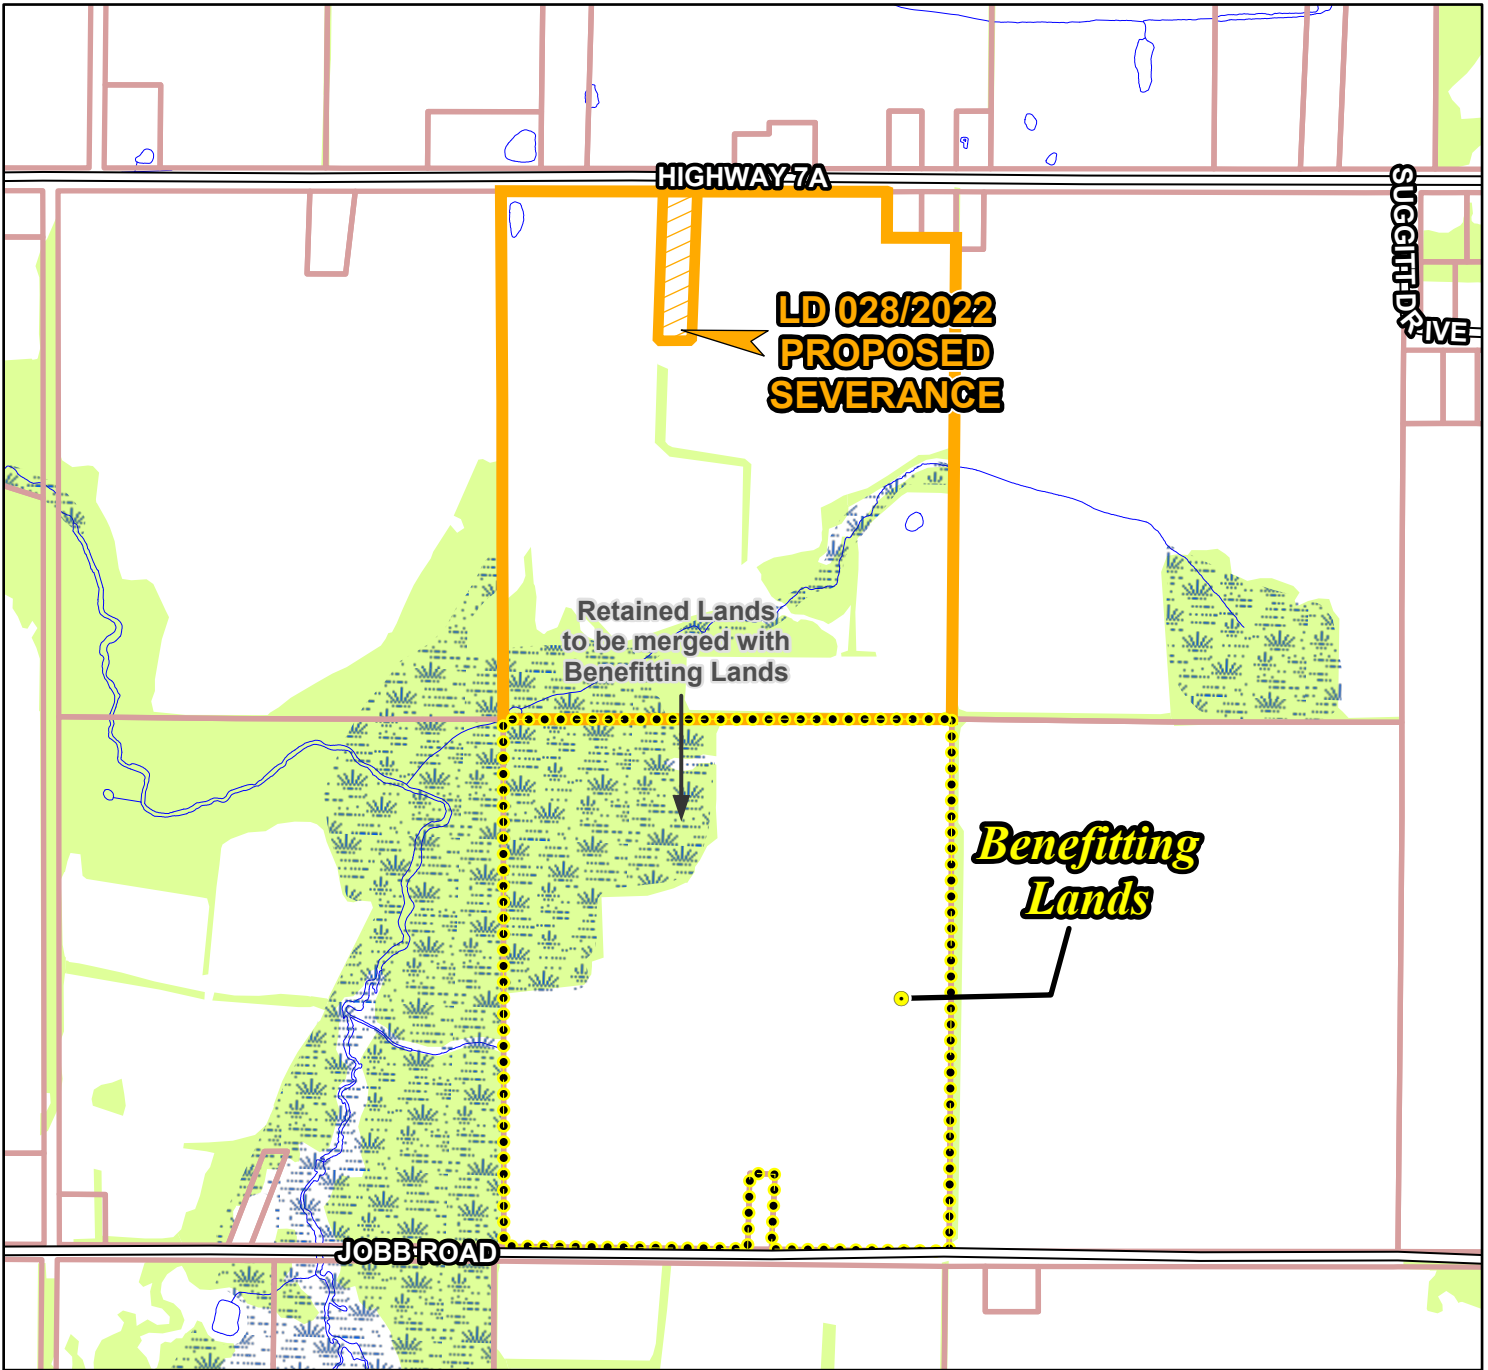 HIGHWAY 7A
SUGGITT DRIVE
LD 028/2022
PROPOSED
SEVERANCE
Retained Lands
to be merged with
Benefitting Lands
Benefitting
Lands
JOBB ROAD